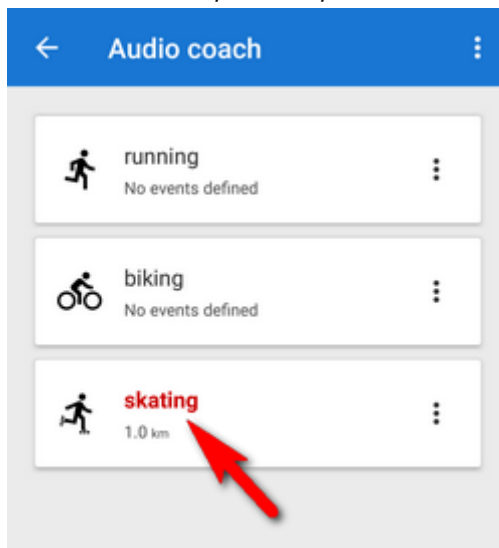 Audio coach
running
No events defined
biking
No events defined
skating
1.0 km